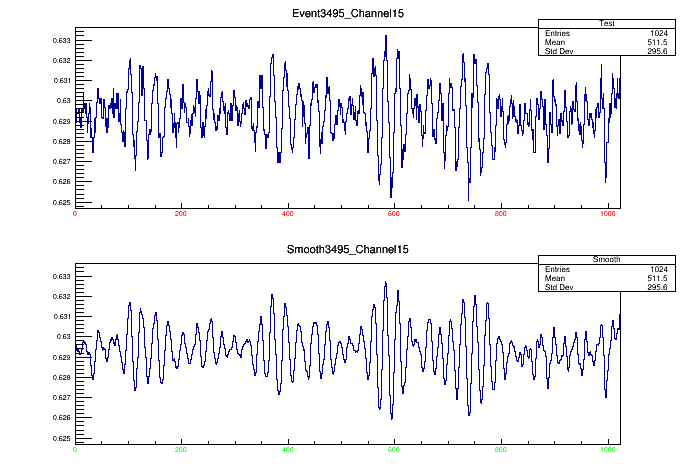 Event3495_Channel15
Test
Entries 1024
Mean 511.5
Std Dev 295.6
0.633
0.632
0.631
0.63
0.629
0.628
0.627
0.626
0.625
0 200 400 600 800 1000
Smooth3495_Channel15
Smooth
Entries 1024
Mean 511.5
Std Dev 295.6
0.633
0.632
0.631
0.63
0.629
0.628
0.627
0.626
0.625
0 200 400 600 800 1000